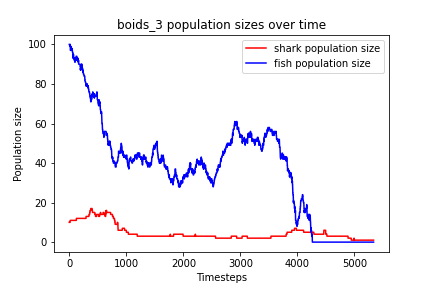 boids_3 population sizes over time
shark population size
fish population size
Population size
100
80
60
40
20
0
0 1000 2000 3000 4000 5000
Timesteps